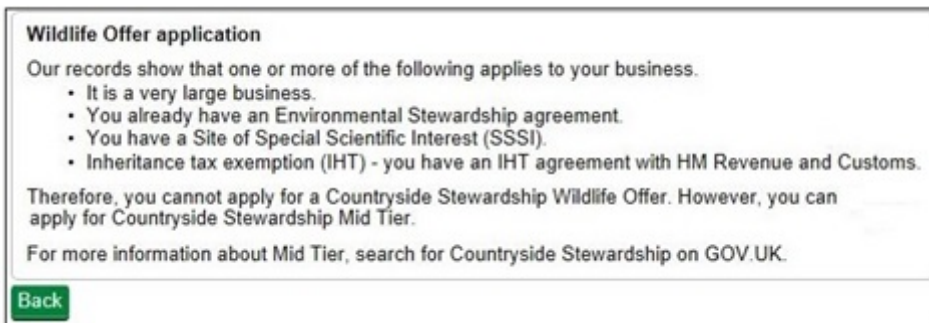 Wildlife Offer application
Our records show that one or more of the following applies to your business.
• It is a very large business.
• You already have an Environmental Stewardship agreement.
• You have a Site of Special Scientific Interest (SSSI).
• Inheritance tax exemption (IHT) - you have an IHT agreement with HM Revenue and Customs.
Therefore, you cannot apply for a Countryside Stewardship Wildlife Offer. However, you can
apply for Countryside Stewardship Mid Tier.
For more information about Mid Tier, search for Countryside Stewardship on GOV.UK.
Back